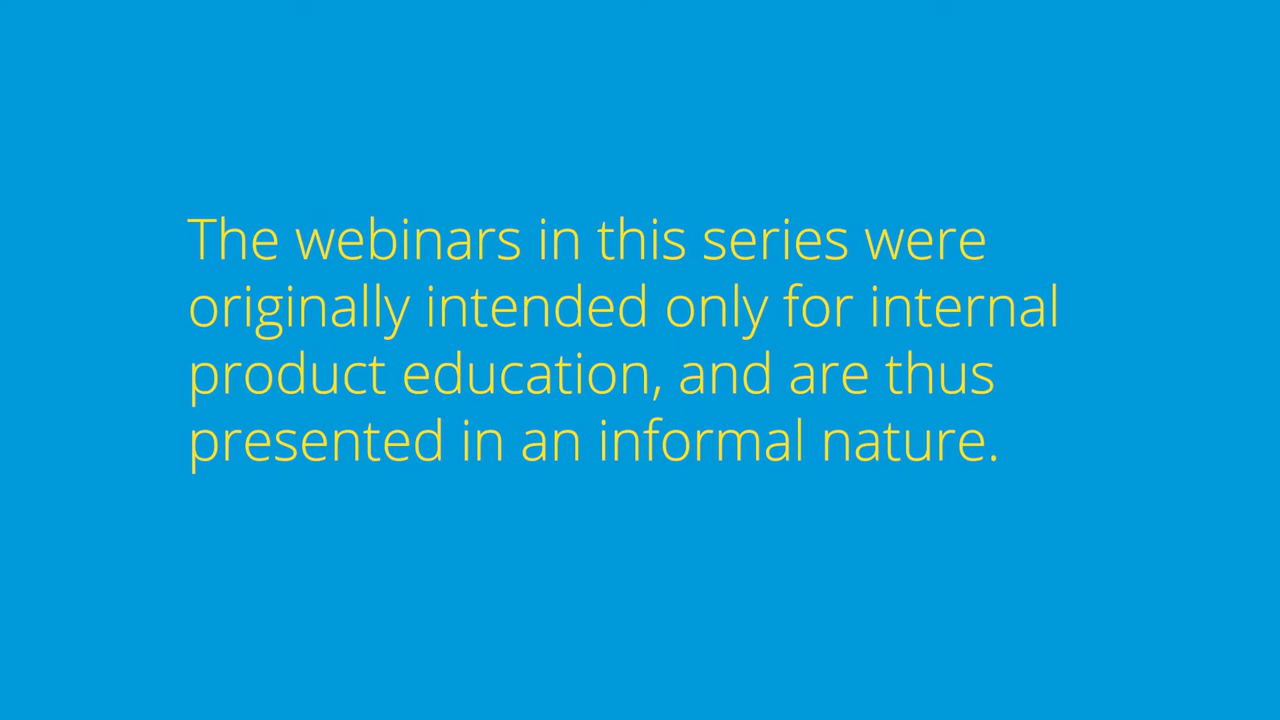 The webinars in this series were
originally intended only for internal
product education, and are thus
presented in an informal nature.